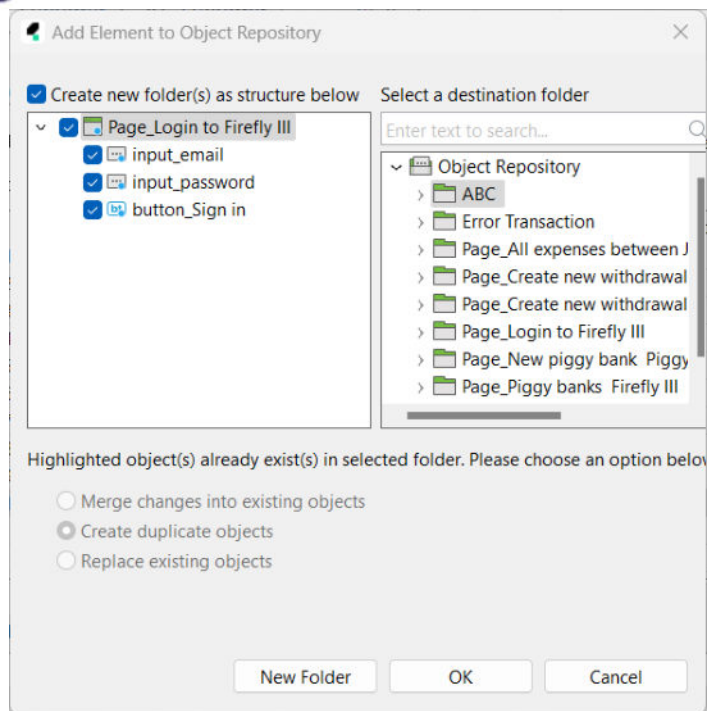 Add Element to Object Repository
Create new folder(s) as structure below
Page_Login to Firefly III
input_email
input_password
button_Sign in
Select a destination folder
Enter text to search...
Object Repository
ABC
Error Transaction
Page_All expenses between J
Page_Create new withdrawal
Page_Create new withdrawal
Page_Login to Firefly III
Page_New piggy bank Piggy
Page_Piggy banks Firefly III
Highlighted object(s) already exist(s) in selected folder. Please choose an option belov
Merge changes into existing objects
Create duplicate objects
Replace existing objects
New Folder OK Cancel